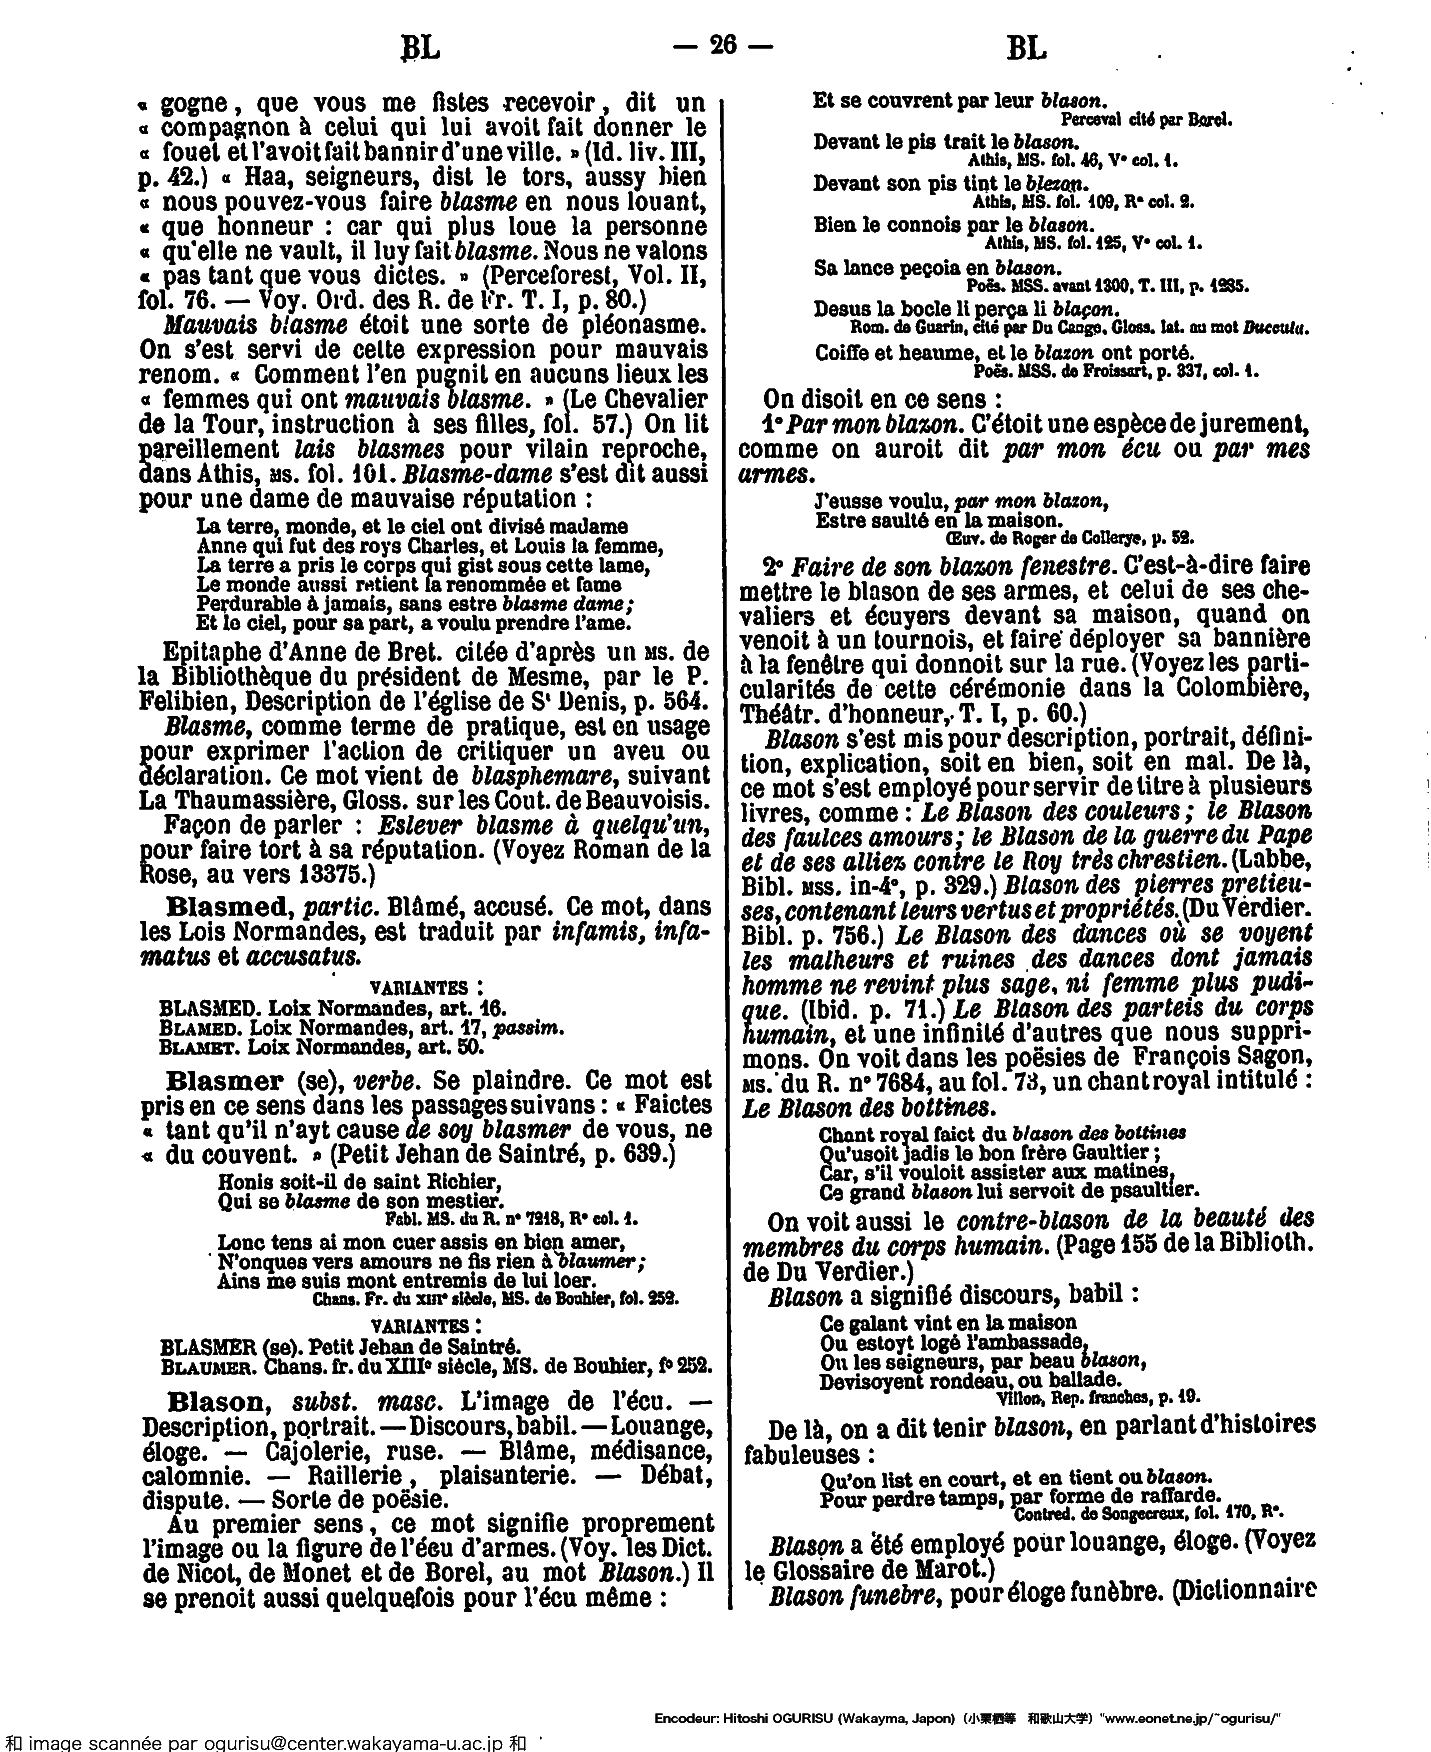 BL — 26 — BL
« gogne, que vous me fistes recevoir, dit un
« compagnon à celui qui lui avoit fait donner le
« fouet et l'avoit fait bannir d'une ville. » (Id. liv. III,
p. 42.) « Haa, seigneurs, dist le tors, aussy bien
« nous pouvez-vous faire blasme en nous louant,
« que honneur : car qui plus loue la personne
« qu'elle ne vault, il luy fait blasme. Nous ne valons
« pas tant que vous dictes. » (Perceforest, Vol. II,
fol. 76. — Voy. Ord. des R. de Fr. T. I, p. 80.)
Mauvais blasme étoit une sorte de pléonasme.
On s'est servi de cette expression pour mauvais
renom. « Comment l'en pugnit en aucuns lieux les
« femmes qui ont mauvais blasme. » (Le Chevalier
de la Tour, instruction à ses filles, fol. 57.) On lit
pareillement lais blasmes pour vilain reproche,
dans Athis, MS. fol. 101. Blasme-dame s'est dit aussi
pour une dame de mauvaise réputation :
La terre, monde, et le ciel ont divisé madame
Anne qui fut des roys Charles, et Louis la femme,
La terre a pris le corps qui gist sous cette lame,
Le monde aussi retient la renommée et fame
Perdurable à jamais, sans estre blasme dame;
Et le ciel, pour sa part, a voulu prendre l'ame.
Epitaphe d'Anne de Bret. citée d'après un MS. de
la Bibliothèque du président de Mesme, par le P.
Felibien, Description de l'église de St Denis, p. 564.
Blasme, comme terme de pratique, est en usage
pour exprimer l'action de critiquer un aveu ou
déclaration. Ce mot vient de blasphemare, suivant
La Thaumassière, Gloss. sur les Cout. de Beauvoisis.
Façon de parler : Eslever blasme à quelqu'un,
pour faire tort à sa réputation. (Voyez Roman de la
Rose, au vers 13375.)
Blasmed, partic. Blâmé, accusé. Ce mot, dans
les Lois Normandes, est traduit par infamis, infa-
matus et accusatus.
VARIANTES :
BLASMED. Loix Normandes, art. 16.
BLAMED. Loix Normandes, art. 17, passim.
BLAMET. Loix Normandes, art. 50.
Blasmer (se), verbe. Se plaindre. Ce mot est
pris en ce sens dans les passages suivans : « Faictes
« tant qu'il n'ayt cause de soy blasmer de vous, ne
« du couvent. » (Petit Jehan de Saintré, p. 639.)
Honis soit-il de saint Richier,
Qui se blasme de son mestier.
Fabl. MS. du R. n° 7218, R° col. 1.
Lonc tens ai mon cuer assis en bien amer,
N'onques vers amours ne fis rien à blaumer;
Ains me suis mont entremis de lui loer.
Chans. Fr. du XIIIe siècle, MS. de Bouhier, fol. 252.
VARIANTES :
BLASMER (se). Petit Jehan de Saintré.
BLAUMER. Chans. fr. du XIIIe siècle, MS. de Bouhier, f° 252.
Blason, subst. masc. L'image de l'écu. —
Description, portrait. — Discours, babil. — Louange,
éloge. — Cajolerie, ruse. — Blâme, médisance,
calomnie. — Raillerie, plaisanterie. — Débat,
dispute. — Sorte de poësie.
Au premier sens, ce mot signifie proprement
l'image ou la figure de l'écu d'armes. (Voy. les Dict.
de Nicot, de Monet et de Borel, au mot Blason.) Il
se prenoit aussi quelquefois pour l'écu même :
Et se couvrent par leur blason.
Perceval cité par Borel.
Devant le pis trait le blason.
Athis, MS. fol. 46, V° col. 1.
Devant son pis tint le blezon.
Athis, MS. fol. 109, R° col. 2.
Bien le connois par le blason.
Athis, MS. fol. 125, V° col. 1.
Sa lance peçoia en blason.
Poës. MSS. avant 1300, T. III, p. 1285.
Desus la bocle li perça li blaçon.
Rom. de Guarin, cité par Du Cange, Gloss. lat. au mot Buccula.
Coiffe et heaume, et le blazon ont porté.
Poës. MSS. de Froissart, p. 337, col. 1.
On disoit en ce sens :
1° Par mon blazon. C'étoit une espèce de jurement,
comme on auroit dit par mon écu ou par mes
armes.
J'eusse voulu, par mon blazon,
Estre saulté en la maison.
Œuv. de Roger de Collerye, p. 52.
2° Faire de son blazon fenestre. C'est-à-dire faire
mettre le blason de ses armes, et celui de ses che-
valiers et écuyers devant sa maison, quand on
venoit à un tournois, et faire déployer sa bannière
à la fenêtre qui donnoit sur la rue. (Voyez les parti-
cularités de cette cérémonie dans la Colombière,
Théâtr. d'honneur, T. I, p. 60.)
Blason s'est mis pour description, portrait, défini-
tion, explication, soit en bien, soit en mal. De là,
ce mot s'est employé pour servir de titre à plusieurs
livres, comme : Le Blason des couleurs; le Blason
des faulces amours; le Blason de la guerre du Pape
et de ses alliez contre le Roy très chrestien. (Labbe,
Bibl. MSS. in-4°, p. 329.) Blason des pierres pretieu-
ses, contenant leurs vertus et propriétés. (Du Verdier.
Bibl. p. 756.) Le Blason des dances où se voyent
les malheurs et ruines des dances dont jamais
homme ne revint plus sage, ni femme plus pudi-
que. (Ibid. p. 71.) Le Blason des parteis du corps
humain, et une infinité d'autres que nous suppri-
mons. On voit dans les poësies de François Sagon,
MS. du R. n° 7684, au fol. 73, un chant royal intitulé :
Le Blason des bottines.
Chant royal faict du blason des bottines
Qu'usoit jadis le bon frère Gaultier;
Car, s'il vouloit assister aux matines,
Ce grand blason lui servoit de psaultier.
On voit aussi le contre-blason de la beauté des
membres du corps humain. (Page 155 de la Biblioth.
de Du Verdier.)
Blason a signifié discours, babil :
Ce galant vint en la maison
Ou estoyt logé l'ambassade,
Ou les seigneurs, par beau blason,
Devisoyent rondeau, ou ballade.
Villon, Rep. franches, p. 19.
De là, on a dit tenir blason, en parlant d'histoires
fabuleuses :
Qu'on list en court, et en tient ou blason.
Pour perdre tamps, par forme de raffarde.
Contred. de Songecreux, fol. 170, R°.
Blason a été employé pour louange, éloge. (Voyez
le Glossaire de Marot.)
Blason funebre, pour éloge funèbre. (Dictionnaire
Encodeur: Hitoshi OGURISU (Wakayma, Japon) (小栗栖等 和歌山大学) "www.eonet.ne.jp/~ogurisu/"
和 image scannée par ogurisu@center.wakayama-u.ac.jp 和